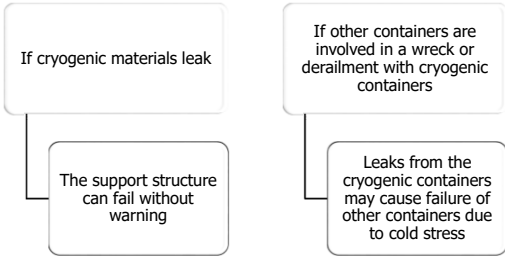 If cryogenic materials leak
The support structure
can fail without
warning
If other containers are
involved in a wreck or
derailment with cryogenic
containers
Leaks from the
cryogenic containers
may cause failure of
other containers due
to cold stress